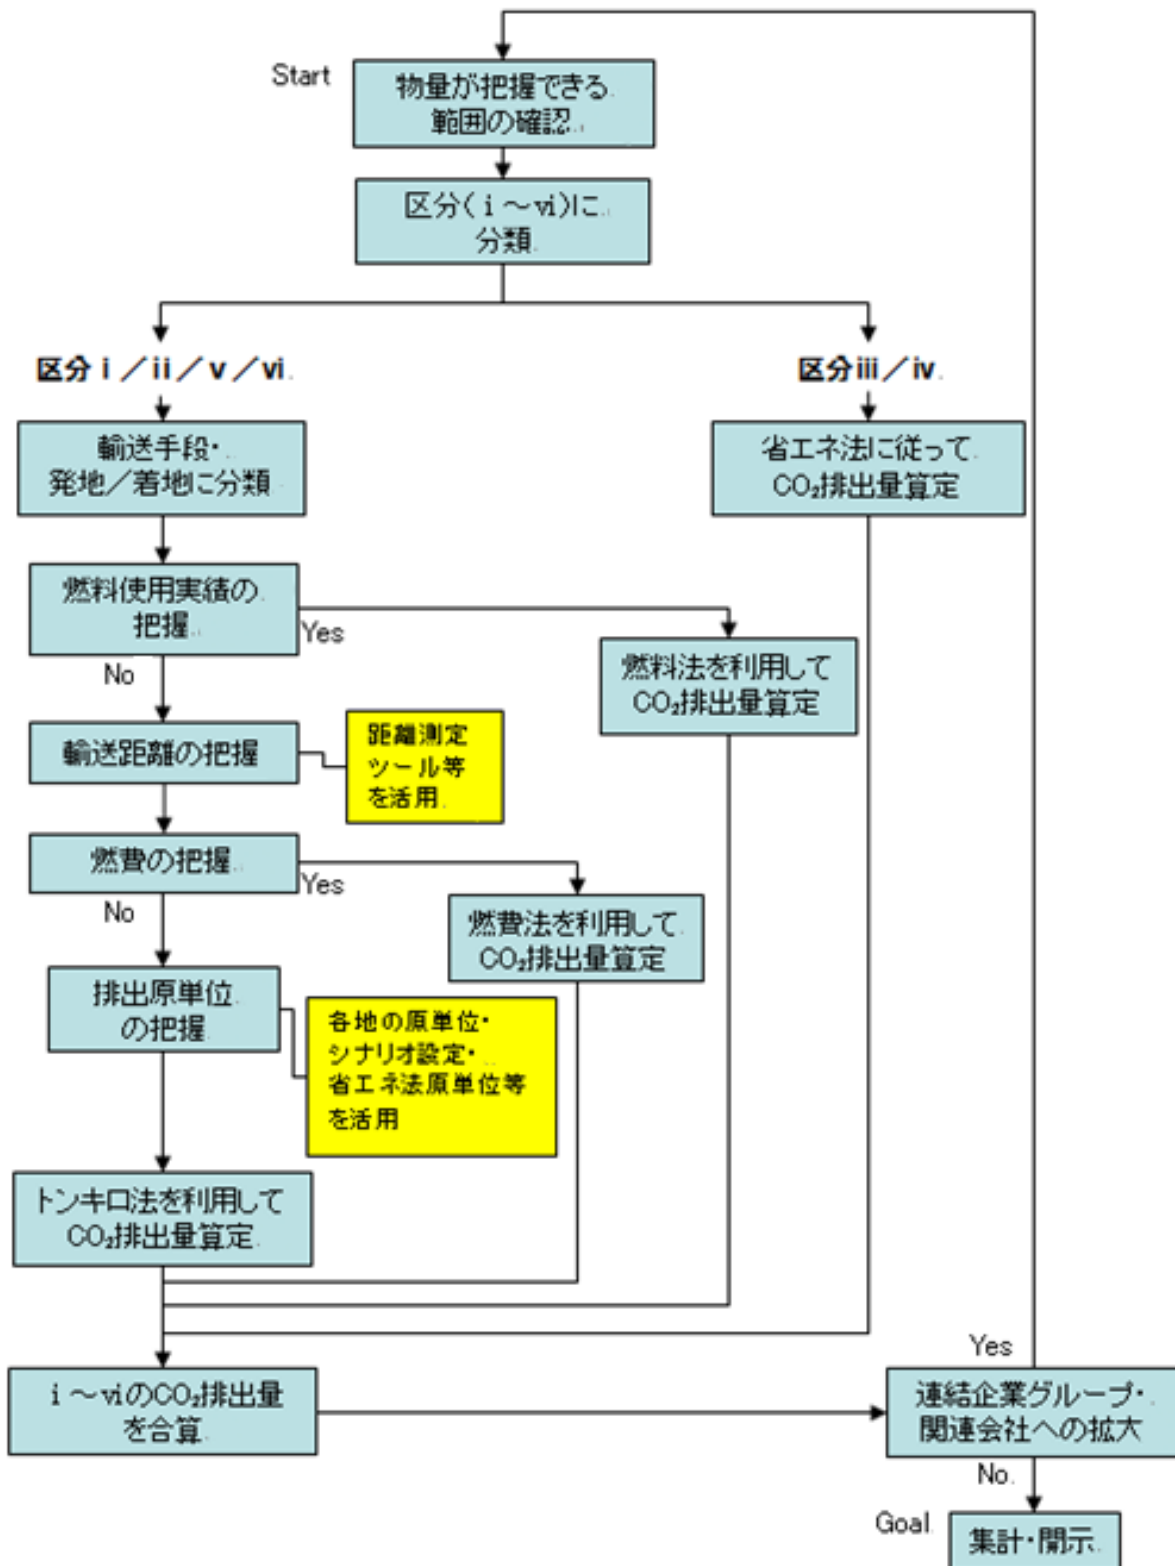 Start
物量が把握できる
範囲の確認
区分(ⅰ～ⅵ)に
分類
区分ⅰ／ⅱ／ⅴ／ⅵ
区分ⅲ／ⅳ
輸送手段・
発地／着地に分類
省エネ法に従って
CO₂排出量算定
燃料使用実績の
把握
Yes
No
燃料法を利用して
CO₂排出量算定
輸送距離の把握
距離測定
ツール等
を活用
燃費の把握
Yes
No
燃費法を利用して
CO₂排出量算定
排出原単位
の把握
各地の原単位・
シナリオ設定・
省エネ法原単位等
を活用
トンキロ法を利用して
CO₂排出量算定
ⅰ～ⅵのCO₂排出量
を合算
Yes
連結企業グループ・
関連会社への拡大
No
Goal
集計・開示